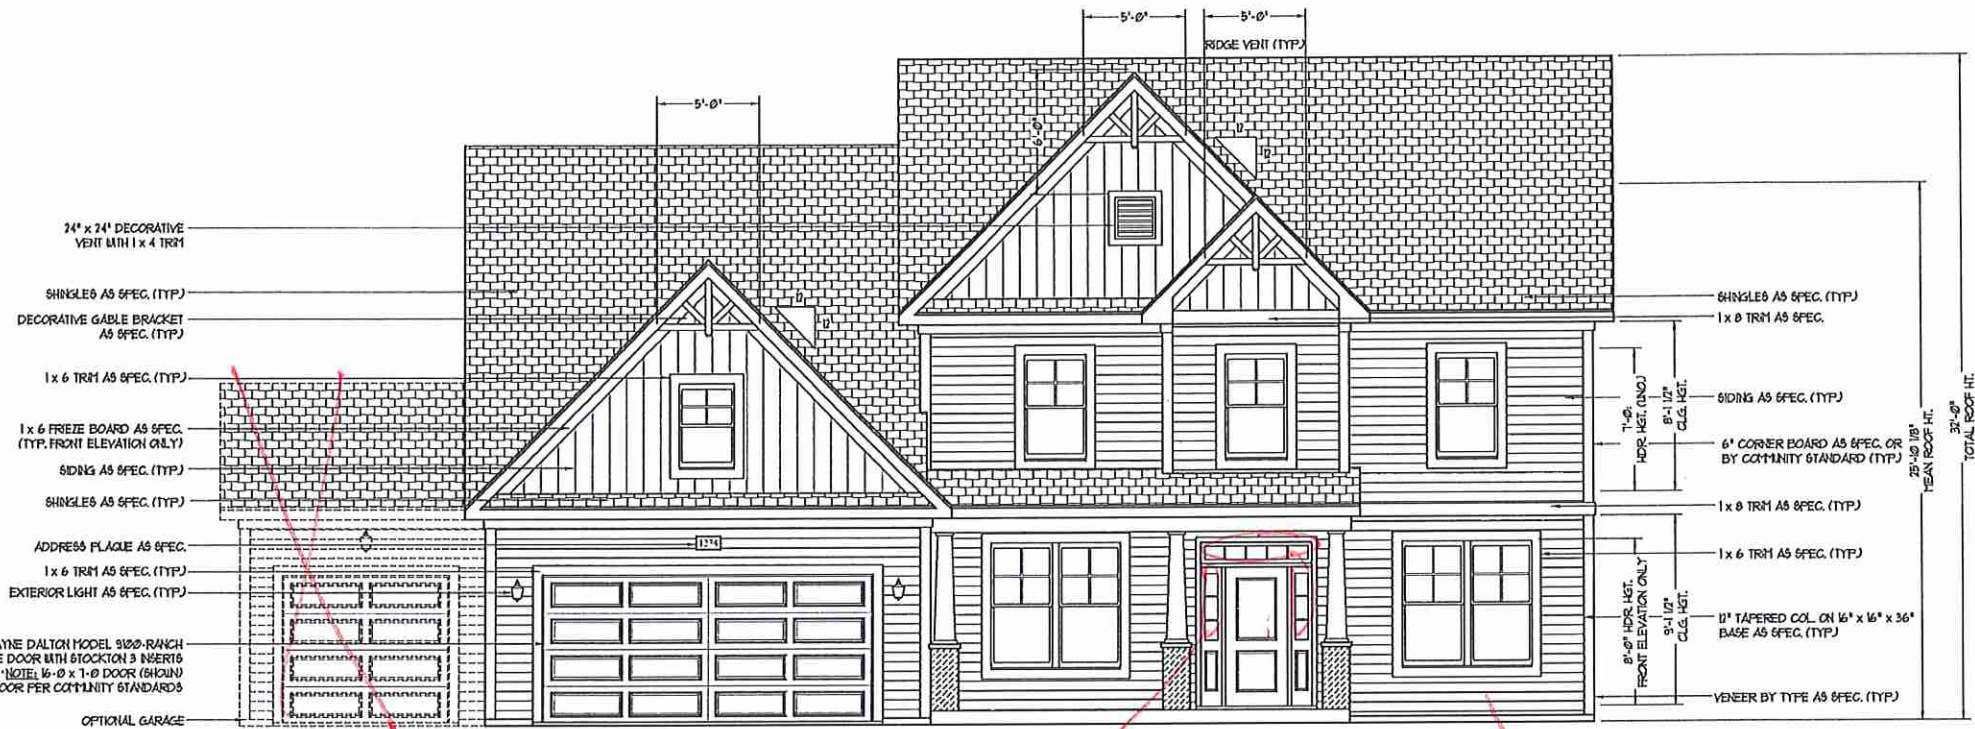 5'-0"
5'-0"
RIDGE VENT (TYP.)
5'-0"
6'-0"
12
12
24" x 24" DECORATIVE
VENT WITH 1 x 4 TRIM
SHINGLES AS SPEC. (TYP.)
DECORATIVE GABLE BRACKET
AS SPEC. (TYP.)
12
12
1 x 6 TRIM AS SPEC. (TYP.)
1 x 6 FRIEZE BOARD AS SPEC.
(TYP. FRONT ELEVATION ONLY)
SIDING AS SPEC. (TYP.)
SHINGLES AS SPEC. (TYP.)
ADDRESS PLAQUE AS SPEC.
1234
1 x 6 TRIM AS SPEC. (TYP.)
EXTERIOR LIGHT AS SPEC. (TYP.)
AYNE DALTON MODEL 9100-RANCH
E DOOR WITH STOCKTON 3 INSERTS
NOTE: 16-0 x 7-0 DOOR (SHOWN)
OOR PER COMMUNITY STANDARDS
OPTIONAL GARAGE
SHINGLES AS SPEC. (TYP.)
1 x 8 TRIM AS SPEC.
SIDING AS SPEC. (TYP.)
6" CORNER BOARD AS SPEC. OR
BY COMMUNITY STANDARD (TYP.)
1 x 8 TRIM AS SPEC. (TYP.)
1 x 6 TRIM AS SPEC. (TYP.)
12" TAPERED COL. ON 16" x 16" x 36"
BASE AS SPEC. (TYP.)
VENEER BY TYPE AS SPEC. (TYP.)
7'-0"
HDR. HGT. (UNO.)
8'-1 1/2"
CLG. HGT.
8'-0" HDR. HGT.
FRONT ELEVATION ONLY
9'-1 1/2"
CLG. HGT.
25'-10 1/8"
MEAN ROOF HT.
32'-0"
TOTAL ROOF HT.